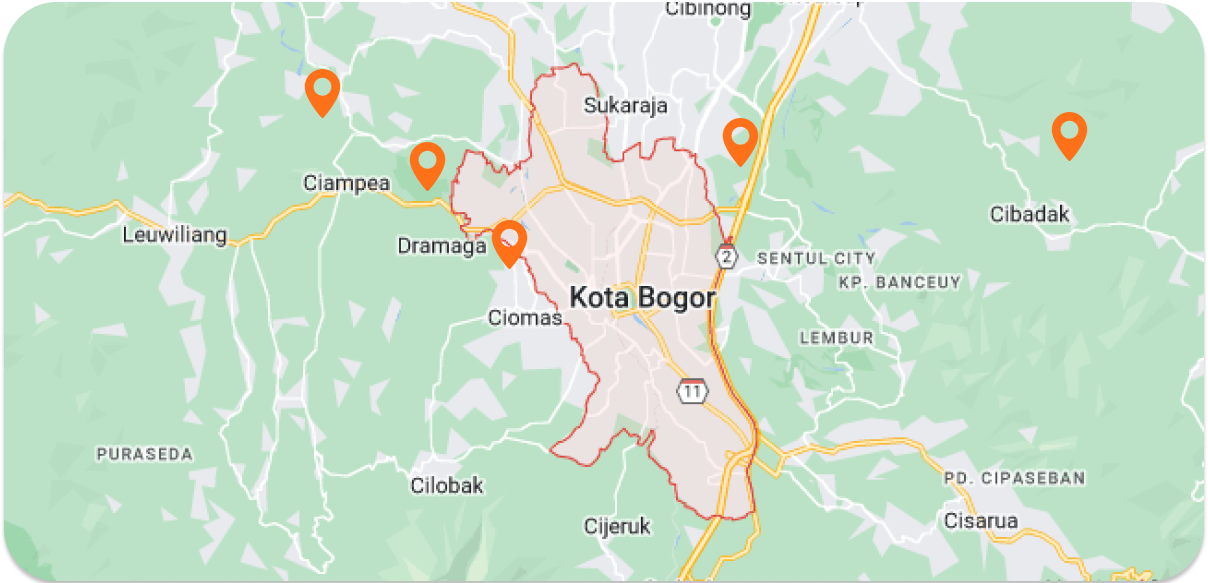 Cibinong
Sukaraja
Ciampea
Cibadak
Leuwiliang
Dramaga
2
SENTUL CITY
KP. BANCEUY
Kota Bogor
Ciomas
LEMBUR
11
PURASEDA
PD. CIPASEBAN
Cilobak
Cisarua
Cijeruk